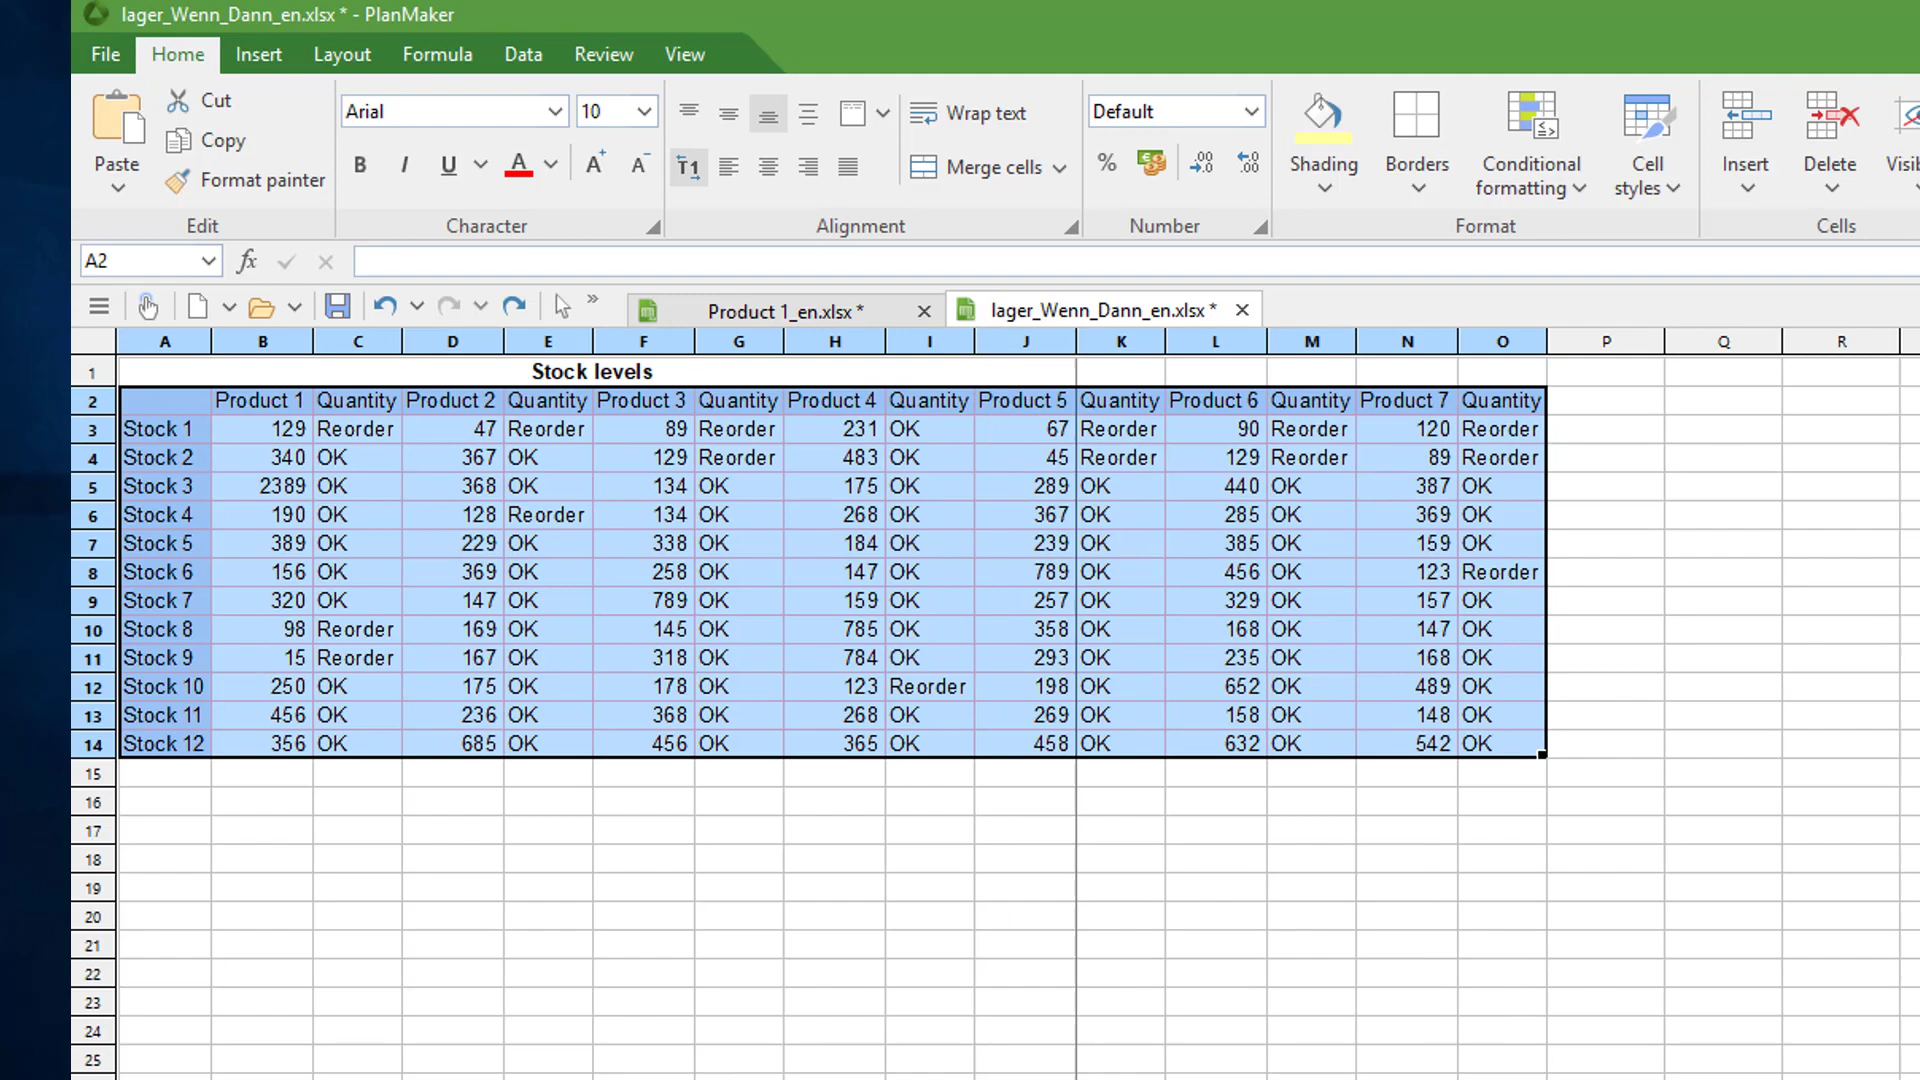 lager_Wenn_Dann_en.xlsx * - PlanMaker
File Home Insert Layout Formula Data Review View
Paste Cut Copy Format painter
Edit
Arial 10
B I U A A A
Character
Wrap text
Merge cells
Alignment
Default
%
Number
Shading Borders Conditional formatting Cell styles
Format
Insert Delete
Cells
A2 fx
Product 1_en.xlsx * lager_Wenn_Dann_en.xlsx *
A B C D E F G H I J K L M N O P Q R
1 Stock levels
2 Product 1 Quantity Product 2 Quantity Product 3 Quantity Product 4 Quantity Product 5 Quantity Product 6 Quantity Product 7 Quantity
3 Stock 1 129 Reorder 47 Reorder 89 Reorder 231 OK 67 Reorder 90 Reorder 120 Reorder
4 Stock 2 340 OK 367 OK 129 Reorder 483 OK 45 Reorder 129 Reorder 89 Reorder
5 Stock 3 2389 OK 368 OK 134 OK 175 OK 289 OK 440 OK 387 OK
6 Stock 4 190 OK 128 Reorder 134 OK 268 OK 367 OK 285 OK 369 OK
7 Stock 5 389 OK 229 OK 338 OK 184 OK 239 OK 385 OK 159 OK
8 Stock 6 156 OK 369 OK 258 OK 147 OK 789 OK 456 OK 123 Reorder
9 Stock 7 320 OK 147 OK 789 OK 159 OK 257 OK 329 OK 157 OK
10 Stock 8 98 Reorder 169 OK 145 OK 785 OK 358 OK 168 OK 147 OK
11 Stock 9 15 Reorder 167 OK 318 OK 784 OK 293 OK 235 OK 168 OK
12 Stock 10 250 OK 175 OK 178 OK 123 Reorder 198 OK 652 OK 489 OK
13 Stock 11 456 OK 236 OK 368 OK 268 OK 269 OK 158 OK 148 OK
14 Stock 12 356 OK 685 OK 456 OK 365 OK 458 OK 632 OK 542 OK
15
16
17
18
19
20
21
22
23
24
25